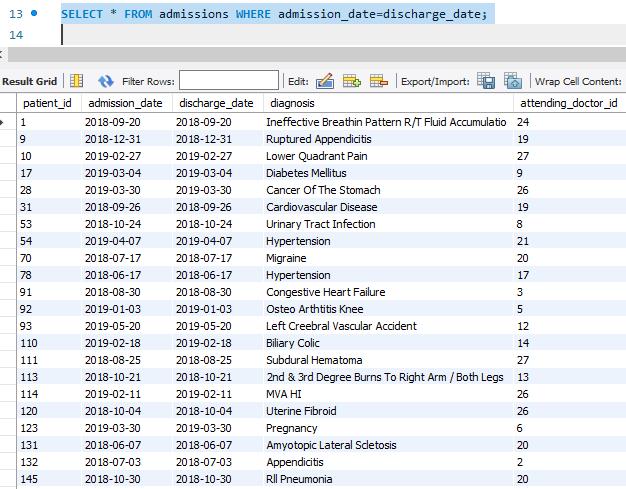 13 SELECT * FROM admissions WHERE admission_date=discharge_date;
14
Result Grid Filter Rows: Edit: Export/Import: Wrap Cell Content:
patient_id admission_date discharge_date diagnosis attending_doctor_id
1 2018-09-20 2018-09-20 Ineffective Breathin Pattern R/T Fluid Accumulatio 24
9 2018-12-31 2018-12-31 Ruptured Appendicitis 19
10 2019-02-27 2019-02-27 Lower Quadrant Pain 27
17 2019-03-04 2019-03-04 Diabetes Mellitus 9
28 2019-03-30 2019-03-30 Cancer Of The Stomach 26
31 2018-09-26 2018-09-26 Cardiovascular Disease 19
53 2018-10-24 2018-10-24 Urinary Tract Infection 8
54 2019-04-07 2019-04-07 Hypertension 21
70 2018-07-17 2018-07-17 Migraine 20
78 2018-06-17 2018-06-17 Hypertension 17
91 2018-08-30 2018-08-30 Congestive Heart Failure 3
92 2019-01-03 2019-01-03 Osteo Arthtitis Knee 5
93 2019-05-20 2019-05-20 Left Creebral Vascular Accident 12
110 2019-02-18 2019-02-18 Biliary Colic 14
111 2018-08-25 2018-08-25 Subdural Hematoma 27
113 2018-10-21 2018-10-21 2nd & 3rd Degree Burns To Right Arm / Both Legs 13
114 2019-02-11 2019-02-11 MVA HI 26
120 2018-10-04 2018-10-04 Uterine Fibroid 26
123 2019-03-30 2019-03-30 Pregnancy 6
131 2018-06-07 2018-06-07 Amyotopic Lateral Scletosis 20
132 2018-07-03 2018-07-03 Appendicitis 2
145 2018-10-30 2018-10-30 Rll Pneumonia 20